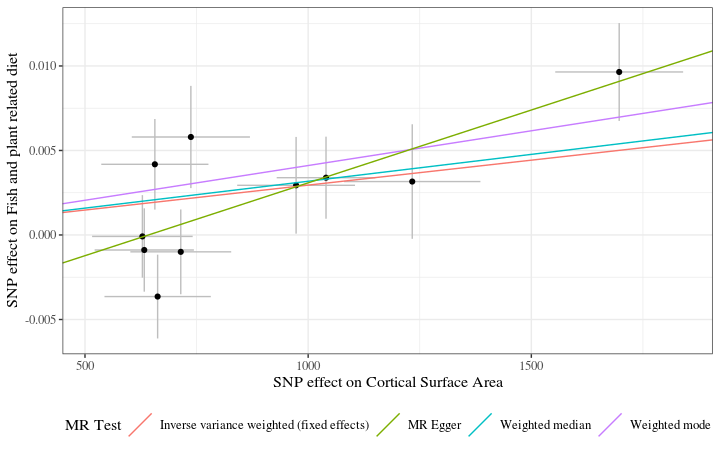 SNP effect on Fish and plant related diet
0.010
0.005
0.000
-0.005
500
1000
1500
SNP effect on Cortical Surface Area
MR Test
Inverse variance weighted (fixed effects)
MR Egger
Weighted median
Weighted mode